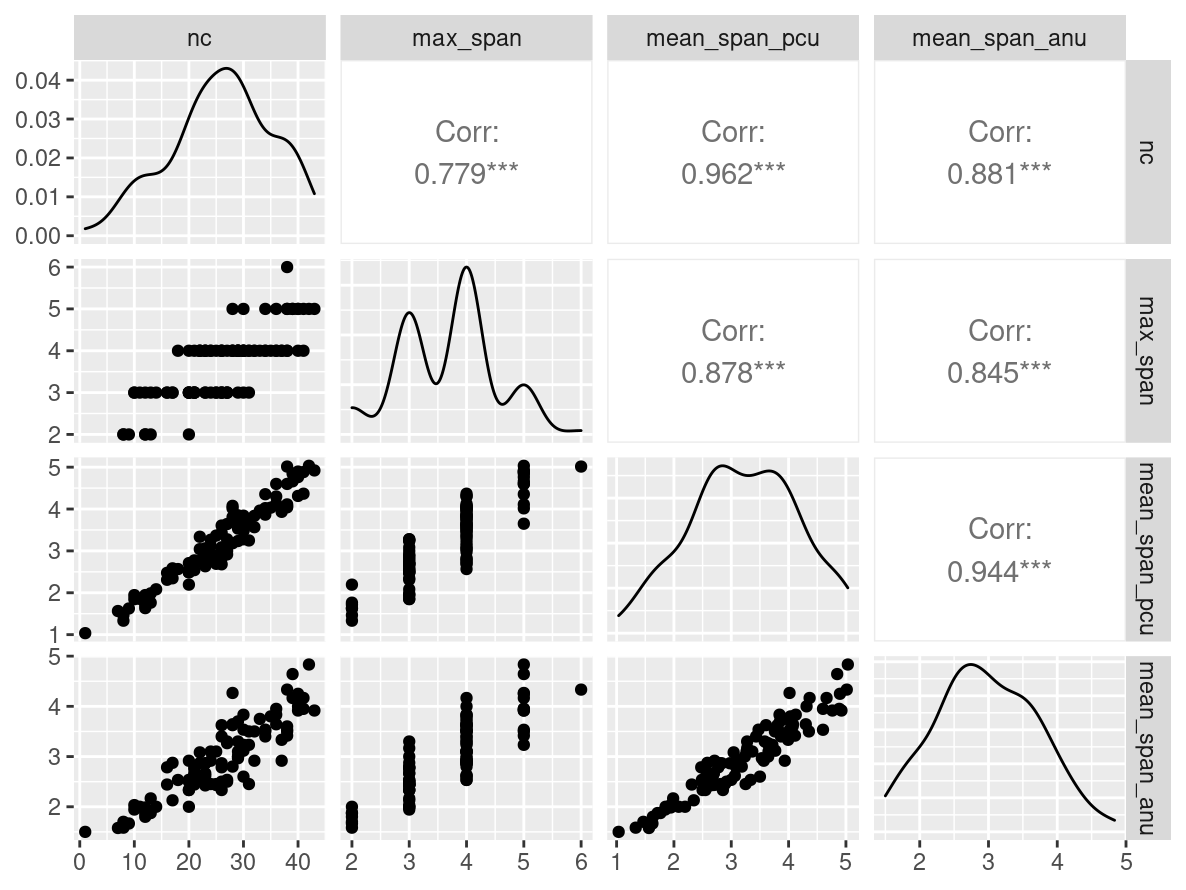 nc max_span mean_span_pcu mean_span_anu
0.04
0.03
0.02
0.01
0.00
Corr:
0.779***
Corr:
0.962***
Corr:
0.881***
nc
6
5
4
3
2
Corr:
0.878***
Corr:
0.845***
max_span
5
4
3
2
1
Corr:
0.944***
mean_span_pcu
5
4
3
2
mean_span_anu
0 10 20 30 40 2 3 4 5 6 1 2 3 4 5 2 3 4 5